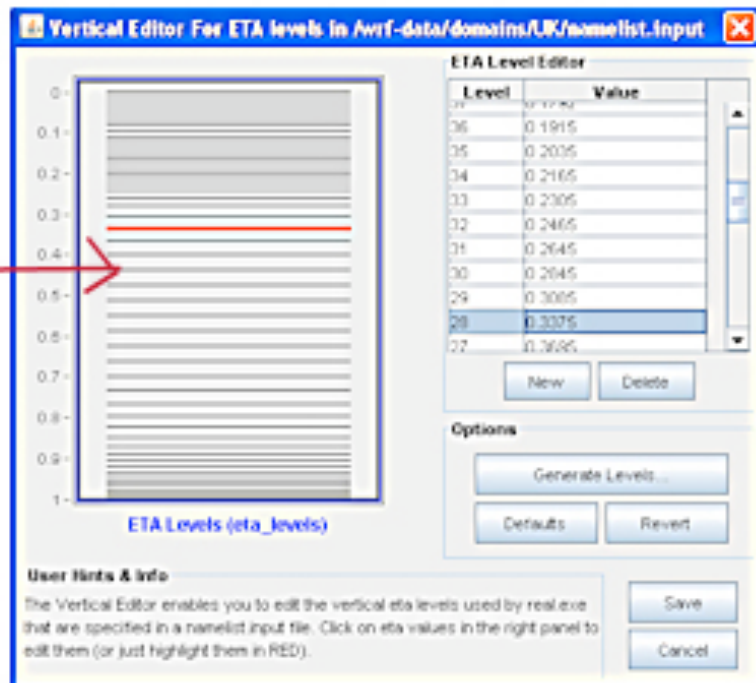 Vertical Editor For ETA levels in /wrf-data/domains/UK/namelist.input
0
0.1
0.2
0.3
0.4
0.5
0.6
0.7
0.8
0.9
1
ETA Levels (eta_levels)
ETA Level Editor
Level Value
36 0.1915
35 0.2035
34 0.2165
33 0.2305
32 0.2465
31 0.2645
30 0.2845
29 0.3085
28 0.3375
27 0.3695
New Delete
Options
Generate Levels...
Defaults Revert
User Hints & Info
The Vertical Editor enables you to edit the vertical eta levels used by real.exe
that are specified in a namelist.input file. Click on eta values in the right panel to
edit them (or just highlight them in RED).
Save
Cancel